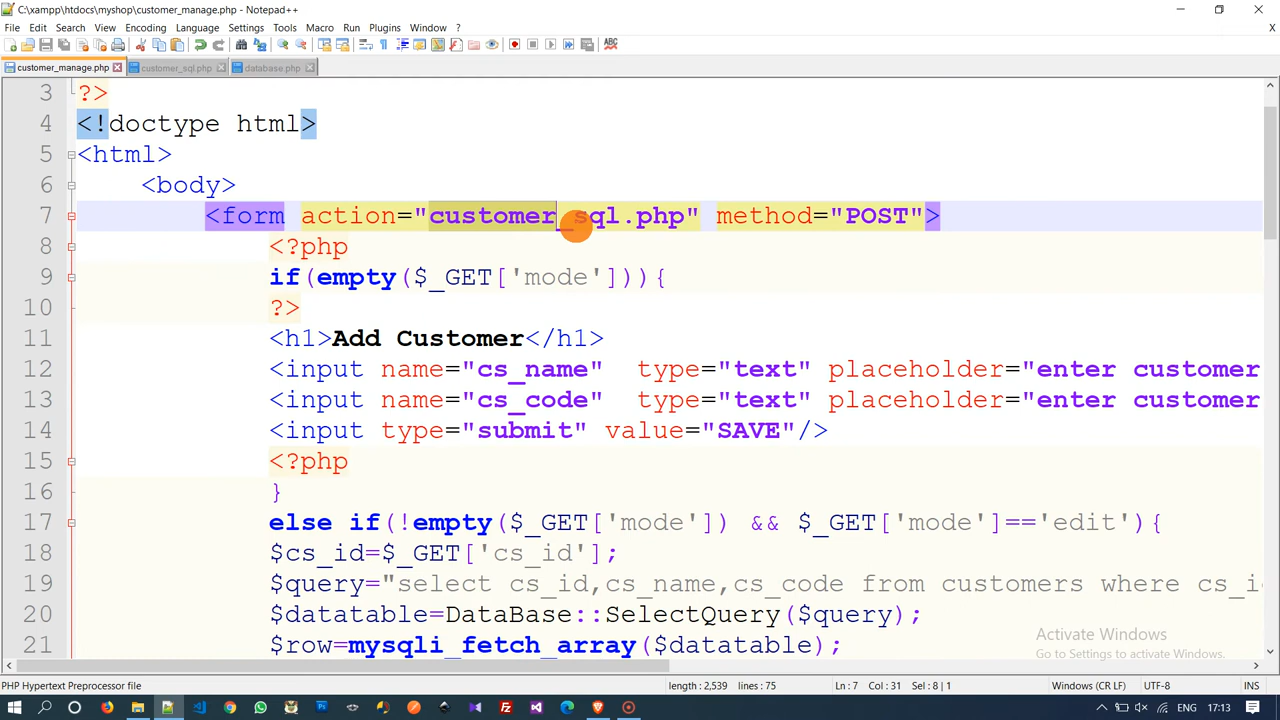 C:\xampp\htdocs\myshop\customer_manage.php - Notepad++
File Edit Search View Encoding Language Settings Tools Macro Run Plugins Window ?
customer_manage.php customer_sql.php database.php
3 ?>
4 <!doctype html>
5 <html>
6 <body>
7 <form action="customer_sql.php" method="POST">
8 <?php
9 if(empty($_GET['mode'])){
10 ?>
11 <h1>Add Customer</h1>
12 <input name="cs_name" type="text" placeholder="enter customer
13 <input name="cs_code" type="text" placeholder="enter customer
14 <input type="submit" value="SAVE"/>
15 <?php
16 }
17 else if(!empty($_GET['mode']) && $_GET['mode']=='edit'){
18 $cs_id=$_GET['cs_id'];
19 $query="select cs_id,cs_name,cs_code from customers where cs_i
20 $datatable=DataBase::SelectQuery($query);
21 $row=mysqli_fetch_array($datatable);
Activate Windows
Go to Settings to activate Windows.
PHP Hypertext Preprocessor file length : 2,539 lines : 75 Ln : 7 Col : 31 Sel : 8 | 1 Windows (CR LF) UTF-8 INS
ENG 17:13